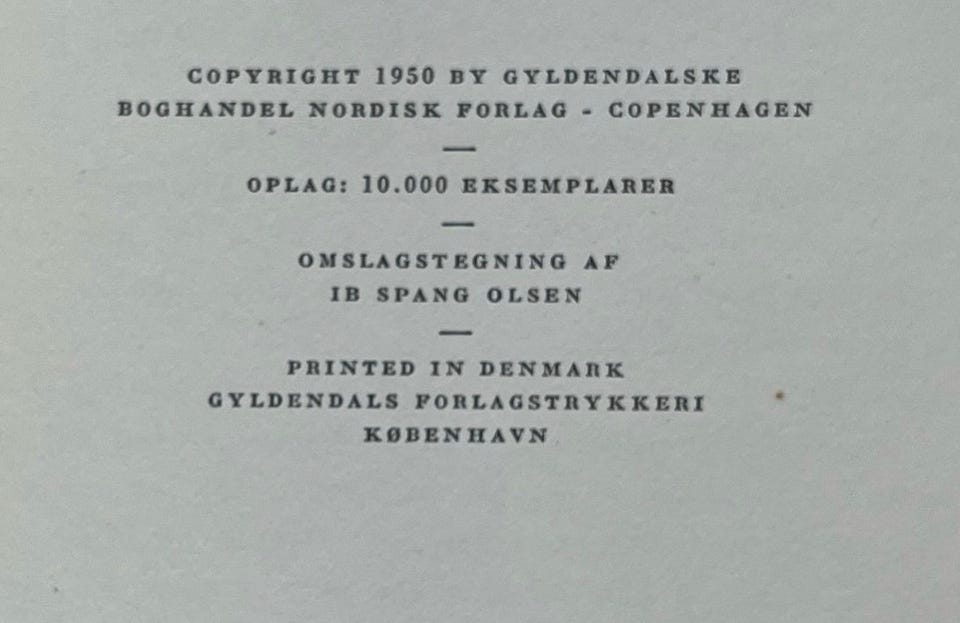 COPYRIGHT 1950 BY GYLDENDALSKE
BOGHANDEL NORDISK FORLAG - COPENHAGEN
OPLAG: 10.000 EKSEMPLARER
OMSLAGSTEGNING AF
IB SPANG OLSEN
PRINTED IN DENMARK
GYLDENDALS FORLAGSTRYKKERI
KØBENHAVN